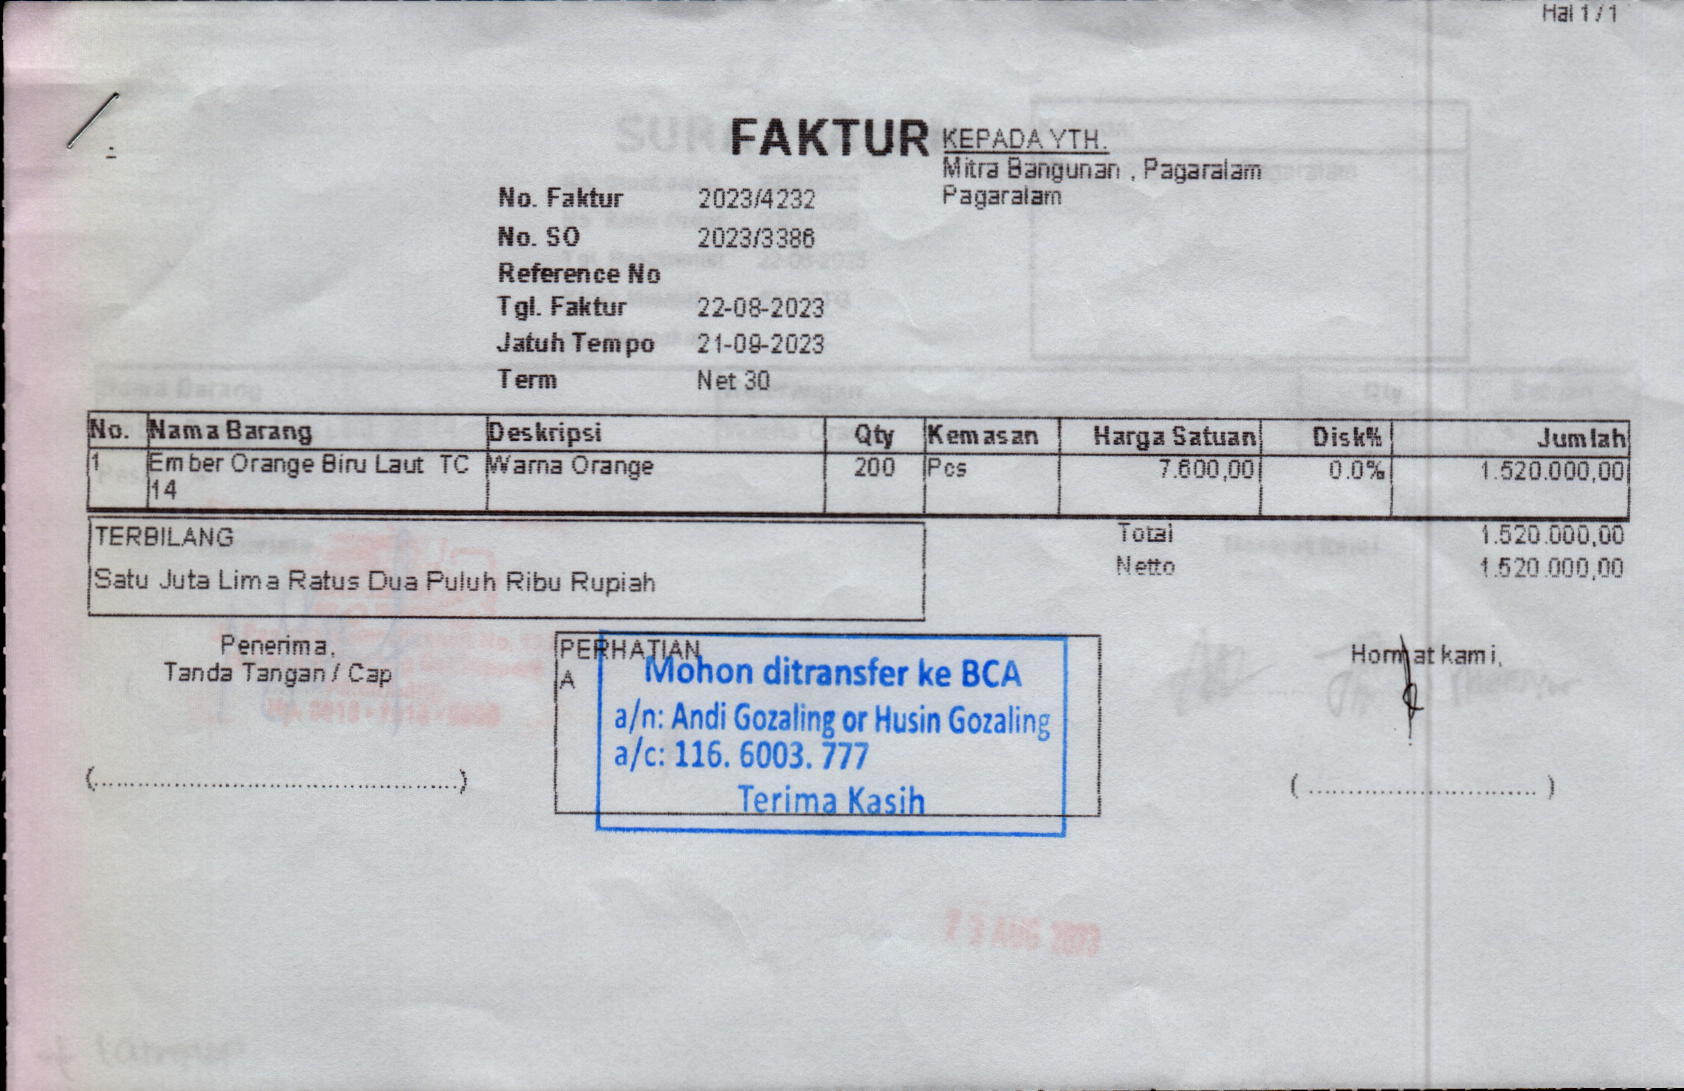 Hal 1 / 1
FAKTUR
KEPADA YTH.
Mitra Bangunan , Pagaralam
Pagaralam
No. Faktur 2023/4232
No. SO 2023/3386
Reference No
Tgl. Faktur 22-08-2023
Jatuh Tempo 21-09-2023
Term Net 30
No. Nama Barang Deskripsi Qty Kemasan Harga Satuan Disk% Jumlah
1 Ember Orange Biru Laut TC Warna Orange 200 Pcs 7.600,00 0.0% 1.520.000,00
14
TERBILANG
Satu Juta Lima Ratus Dua Puluh Ribu Rupiah
Total 1.520.000,00
Netto 1.520.000,00
Penerima,
Tanda Tangan / Cap
PERHATIAN
A
Mohon ditransfer ke BCA
a/n: Andi Gozaling or Husin Gozaling
a/c: 116. 6003. 777
Terima Kasih
Hormat kami,
(................................................)
( .............................. )
AUG 2023